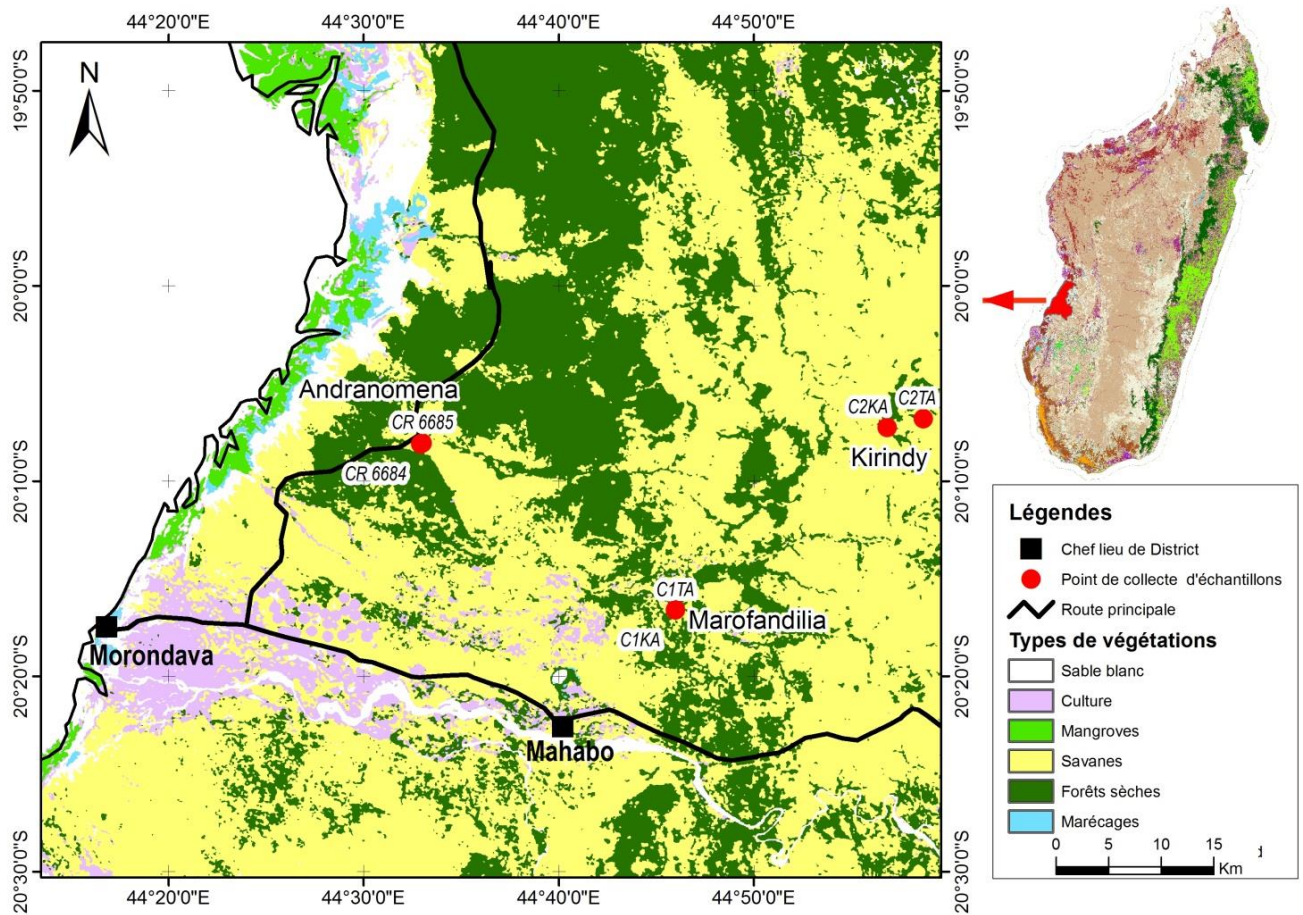 44°20'0"E 44°30'0"E 44°40'0"E 44°50'0"E
N
19°50'0"S
19°50'0"S
20°0'0"S
20°0'0"S
Andranomena
CR 6685
CR 6684
C2KA
C2TA
Kirindy
20°10'0"S
20°10'0"S
C1TA
Marofandilia
C1KA
Morondava
20°20'0"S
20°20'0"S
Mahabo
20°30'0"S
20°30'0"S
44°20'0"E 44°30'0"E 44°40'0"E 44°50'0"E
Légendes
Chef lieu de District
Point de collecte d'échantillons
Route principale
Types de végétations
Sable blanc
Culture
Mangroves
Savanes
Forêts sèches
Marécages
0 5 10 15
Km